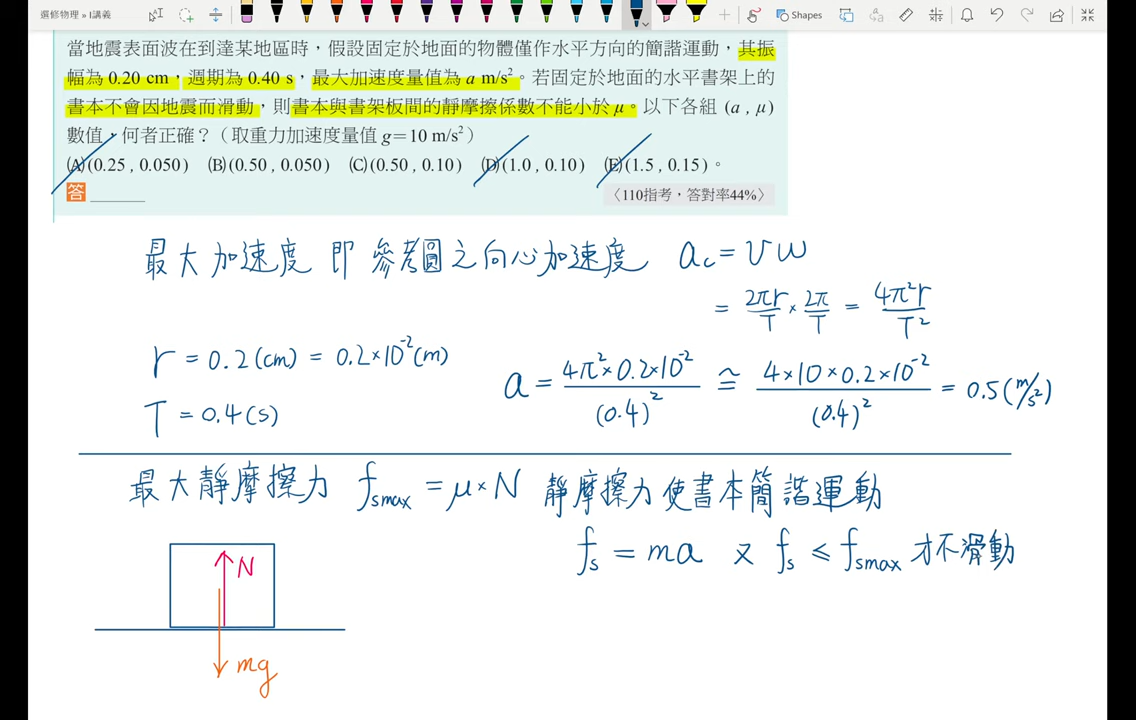 選修物理 » I講義
Shapes
當地震表面波在到達某地區時，假設固定於地面的物體僅作水平方向的簡諧運動，其振
幅為 0.20 cm，週期為 0.40 s，最大加速度量值為 a m/s²。若固定於地面的水平書架上的
書本不會因地震而滑動，則書本與書架板間的靜摩擦係數不能小於 μ。以下各組 (a , μ)
數值，何者正確？（取重力加速度量值 g＝10 m/s²）
(A)(0.25 , 0.050) (B)(0.50 , 0.050) (C)(0.50 , 0.10) (D)(1.0 , 0.10) (E)(1.5 , 0.15)。
答 ______
〈110指考，答對率44%〉
最大加速度 即 參考圓之向心加速度 a_c = vω
= 2πr/T × 2π/T = 4π²r/T²
r = 0.2 (cm) = 0.2×10⁻² (m)
T = 0.4 (s)
a = 4π²×0.2×10⁻²/(0.4)² ≅ 4×10×0.2×10⁻²/(0.4)² = 0.5 (m/s²)
最大靜摩擦力 f_smax = μ×N 靜摩擦力使書本簡諧運動
f_s = ma 又 f_s ≤ f_smax 才不滑動
N
mg